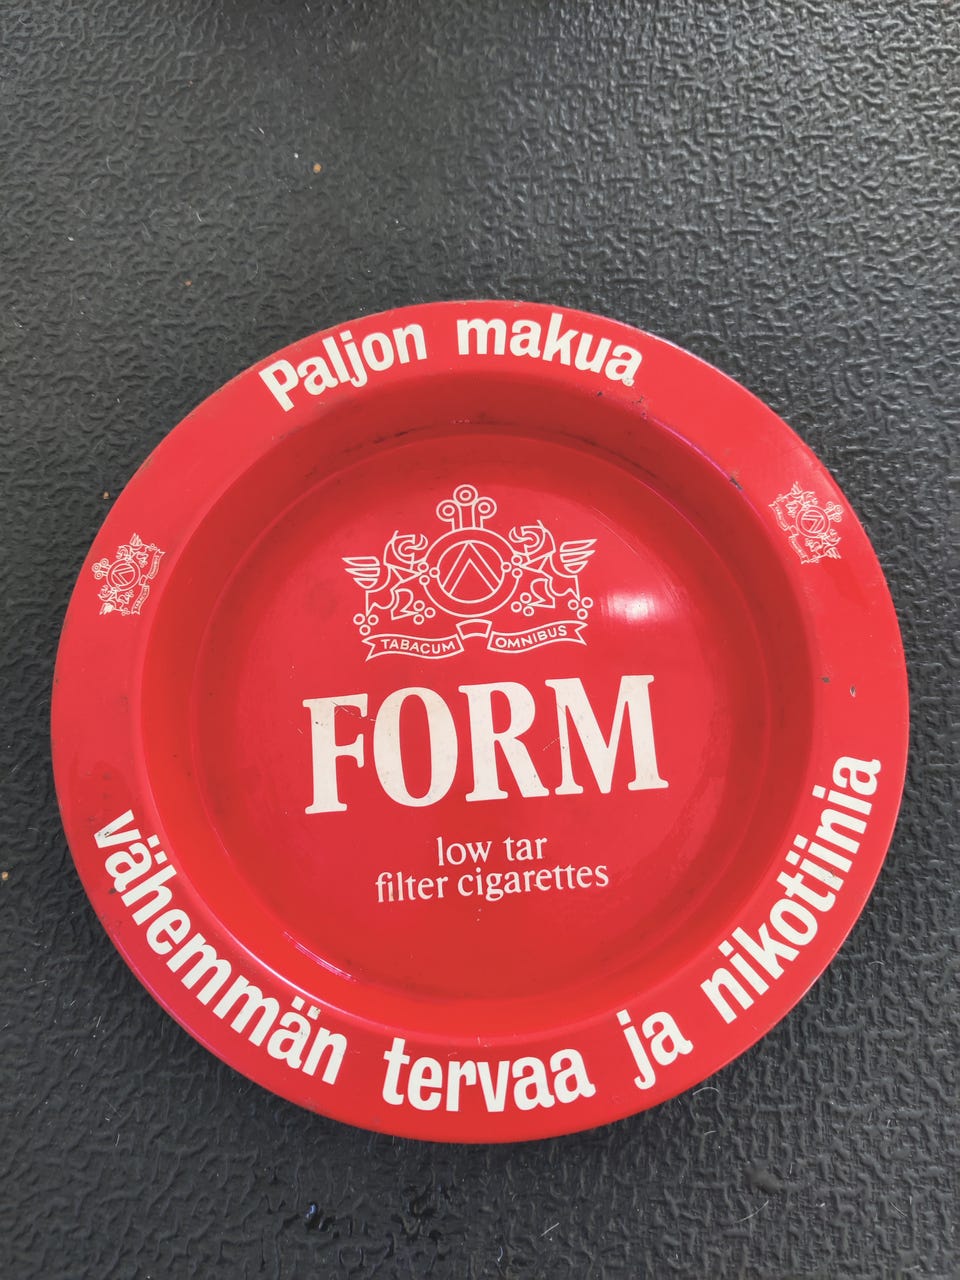 Paljon makua
TABACUM OMNIBUS
FORM
low tar
filter cigarettes
vähemmän tervaa ja nikotiinia